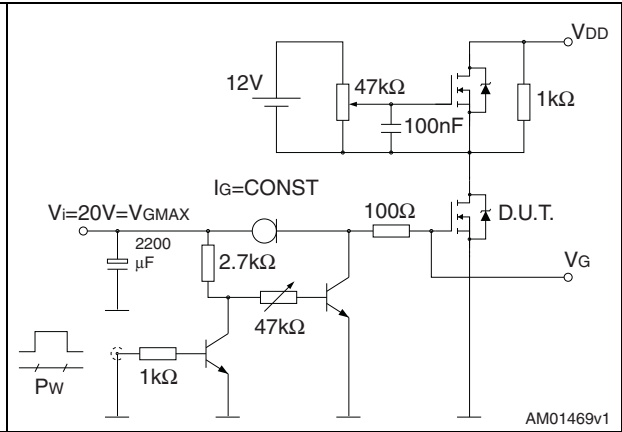 VDD
12V
47kΩ
1kΩ
100nF
IG=CONST
Vi=20V=VGMAX
100Ω
D.U.T.
2200
μF
2.7kΩ
VG
47kΩ
1kΩ
PW
AM01469v1